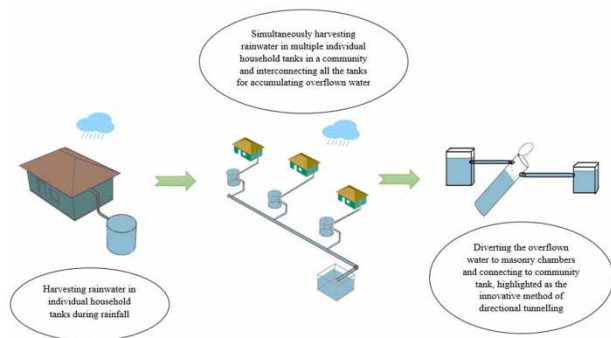 Simultaneously harvesting
rainwater in multiple individual
household tanks in a community
and interconnecting all the tanks
for accumulating overflown water
Harvesting rainwater in
individual household
tanks during rainfall
Diverting the overflown
water to masonry chambers
and connecting to community
tank, highlighted as the
innovative method of
directional tunnelling